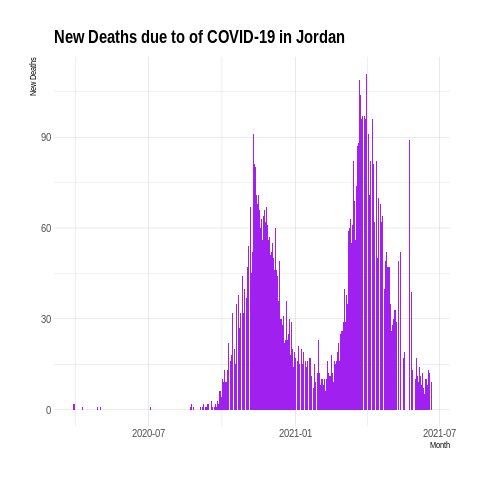 New Deaths due to of COVID-19 in Jordan
New Deaths
90
60
30
0
2020-07
2021-01
2021-07
Month